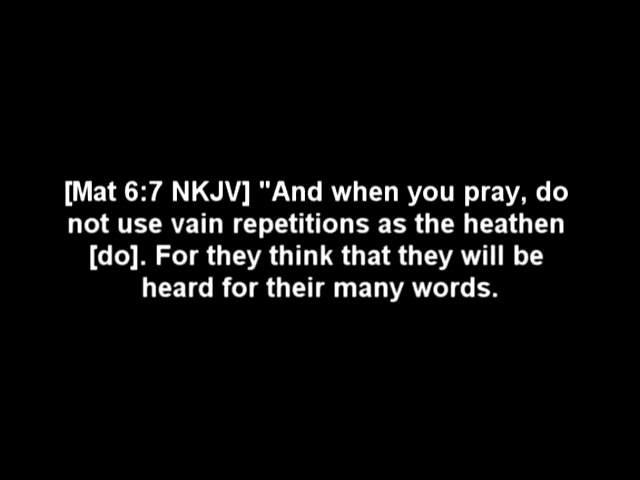 [Mat 6:7 NKJV] "And when you pray, do
not use vain repetitions as the heathen
[do]. For they think that they will be
heard for their many words.